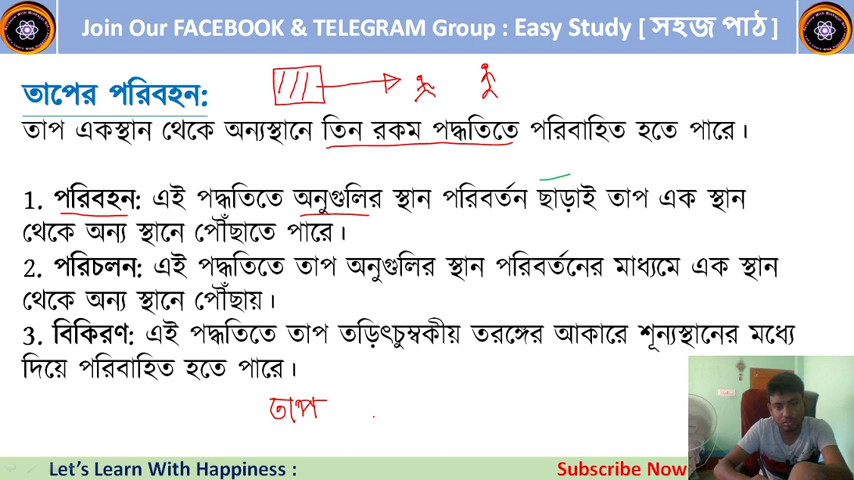 Join Our FACEBOOK & TELEGRAM Group : Easy Study [ সহজ পাঠ ]
তাপের পরিবহন:
তাপ একস্থান থেকে অন্যস্থানে তিন রকম পদ্ধতিতে পরিবাহিত হতে পারে।
1. পরিবহন: এই পদ্ধতিতে অনুগুলির স্থান পরিবর্তন ছাড়াই তাপ এক স্থান
থেকে অন্য স্থানে পৌঁছাতে পারে।
2. পরিচলন: এই পদ্ধতিতে তাপ অনুগুলির স্থান পরিবর্তনের মাধ্যমে এক স্থান
থেকে অন্য স্থানে পৌঁছায়।
3. বিকিরণ: এই পদ্ধতিতে তাপ তড়িৎচুম্বকীয় তরঙ্গের আকারে শূন্যস্থানের মধ্যে
দিয়ে পরিবাহিত হতে পারে।
তাপ
Let's Learn With Happiness :
Subscribe Now